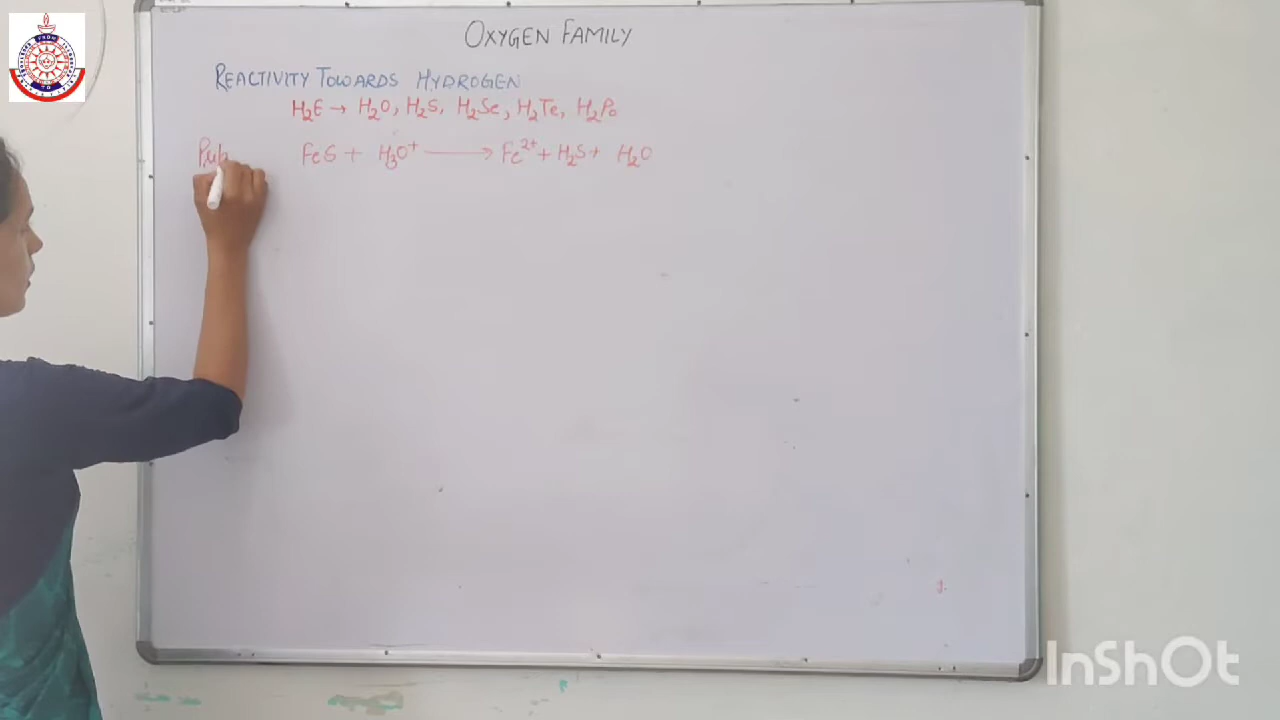 OXYGEN FAMILY
REACTIVITY TOWARDS HYDROGEN
H₂E → H₂O, H₂S, H₂Se, H₂Te, H₂Po
FeS + H₃O⁺ ⟶ Fe²⁺ + H₂S + H₂O
InShOt